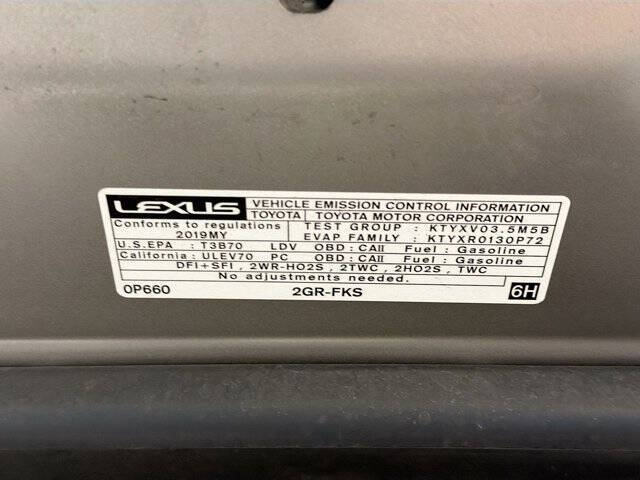 LEXUS VEHICLE EMISSION CONTROL INFORMATION
TOYOTA TOYOTA MOTOR CORPORATION
Conforms to regulations TEST GROUP : KTYXV03.5M5B
2019MY EVAP FAMILY : KTYXR0130P72
U.S.EPA : T3B70 LDV OBD : CAII Fuel : Gasoline
California : ULEV70 PC OBD : CAII Fuel : Gasoline
DFI+SFI , 2WR-HO2S , 2TWC , 2HO2S , TWC
No adjustments needed.
0P660 2GR-FKS 6H